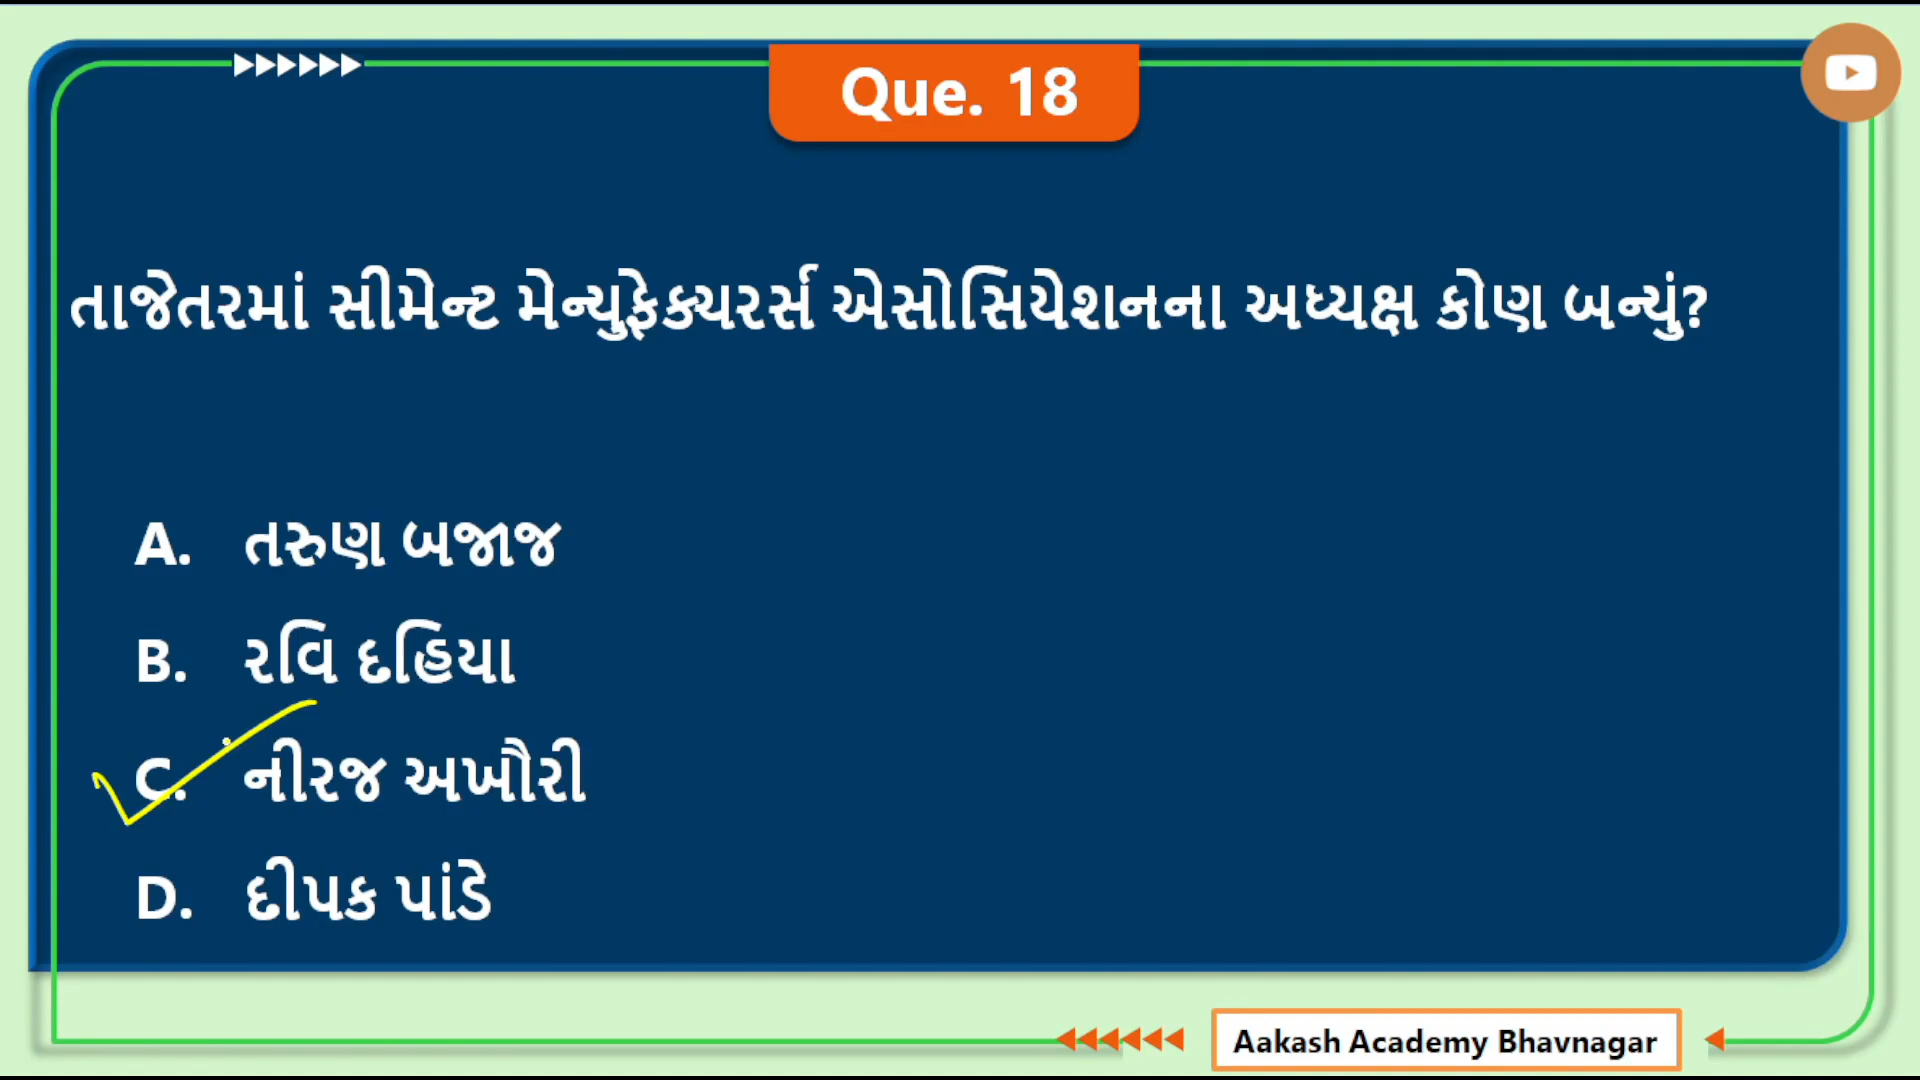 Que. 18
તાજેતરમાં સીમેન્ટ મેન્યુફેક્ચરર્સ એસોસિયેશનના અધ્યક્ષ કોણ બન્યું?
A. તરુણ બજાજ
B. રવિ દહિયા
C. નીરજ અખૌરી
D. દીપક પાંડે
Aakash Academy Bhavnagar